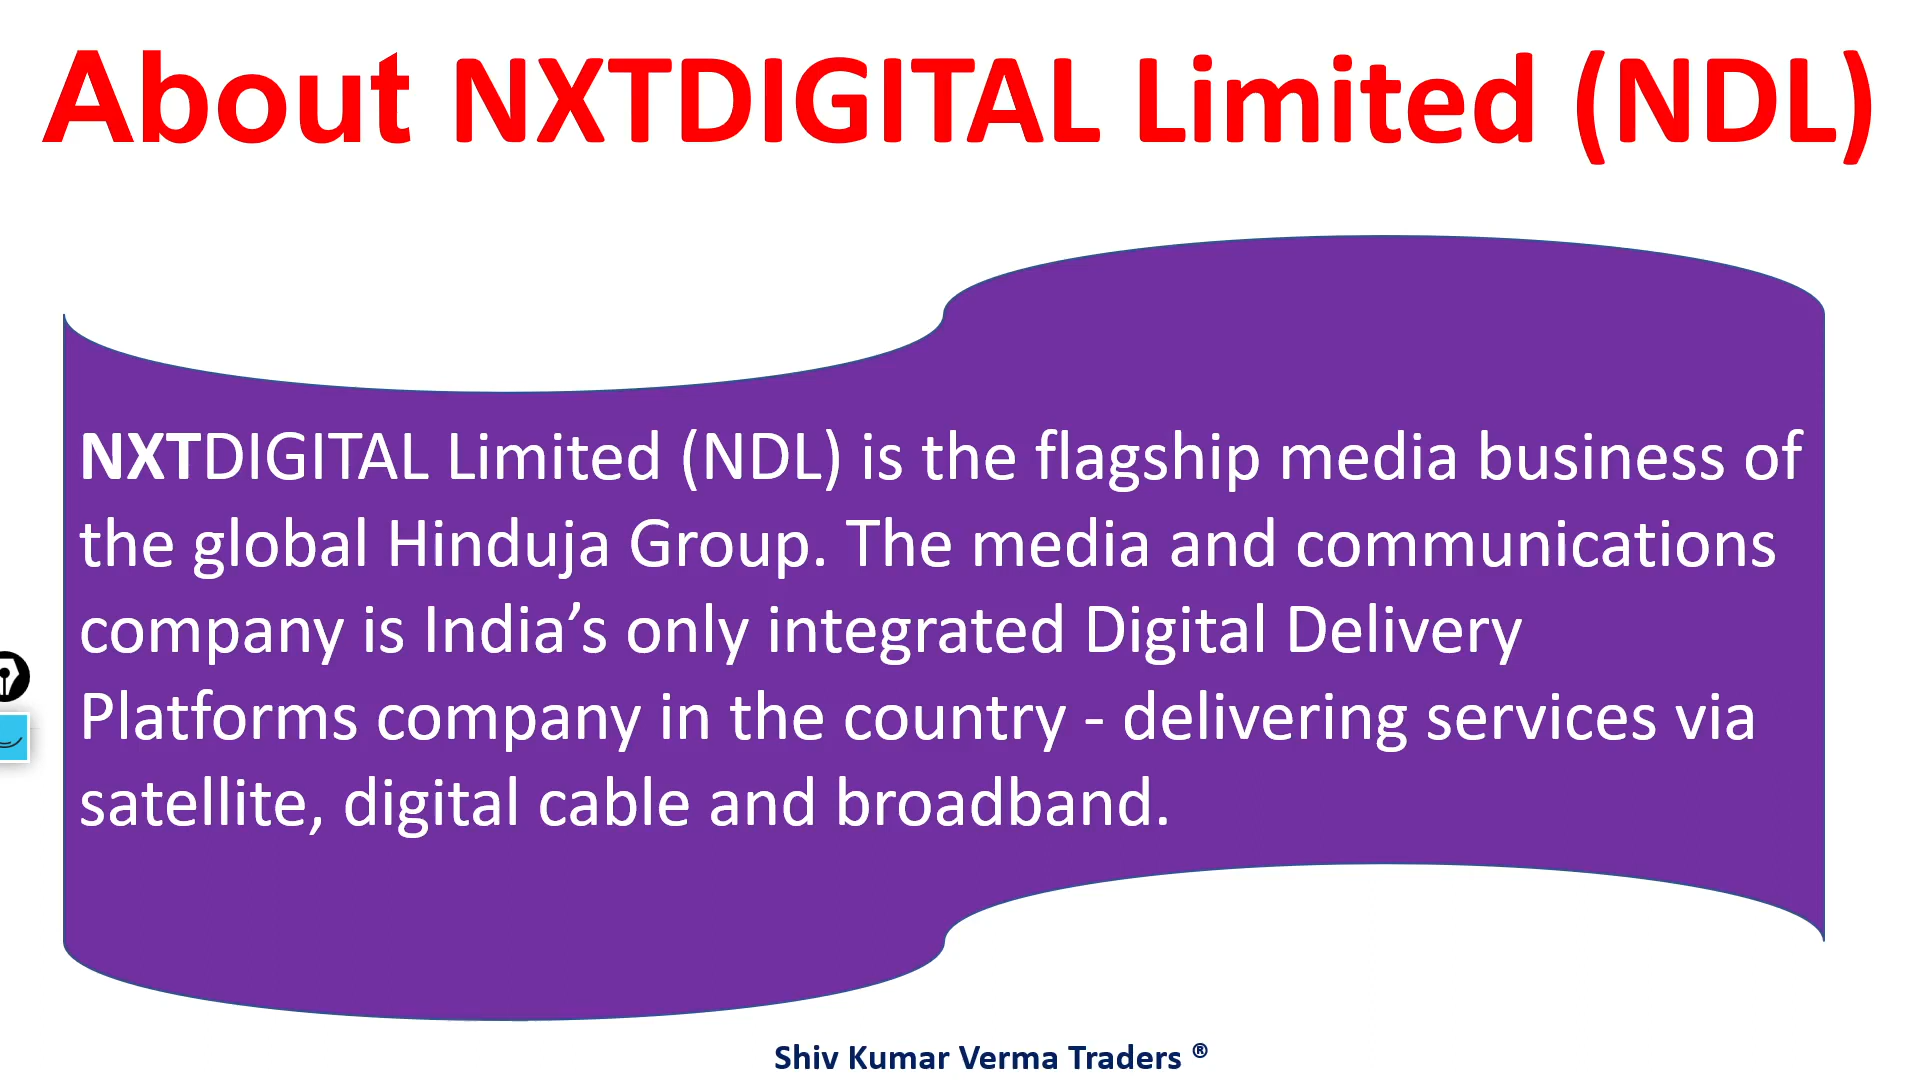 About NXTDIGITAL Limited (NDL)
NXTDIGITAL Limited (NDL) is the flagship media business of
the global Hinduja Group. The media and communications
company is India’s only integrated Digital Delivery
Platforms company in the country - delivering services via
satellite, digital cable and broadband.
Shiv Kumar Verma Traders ®